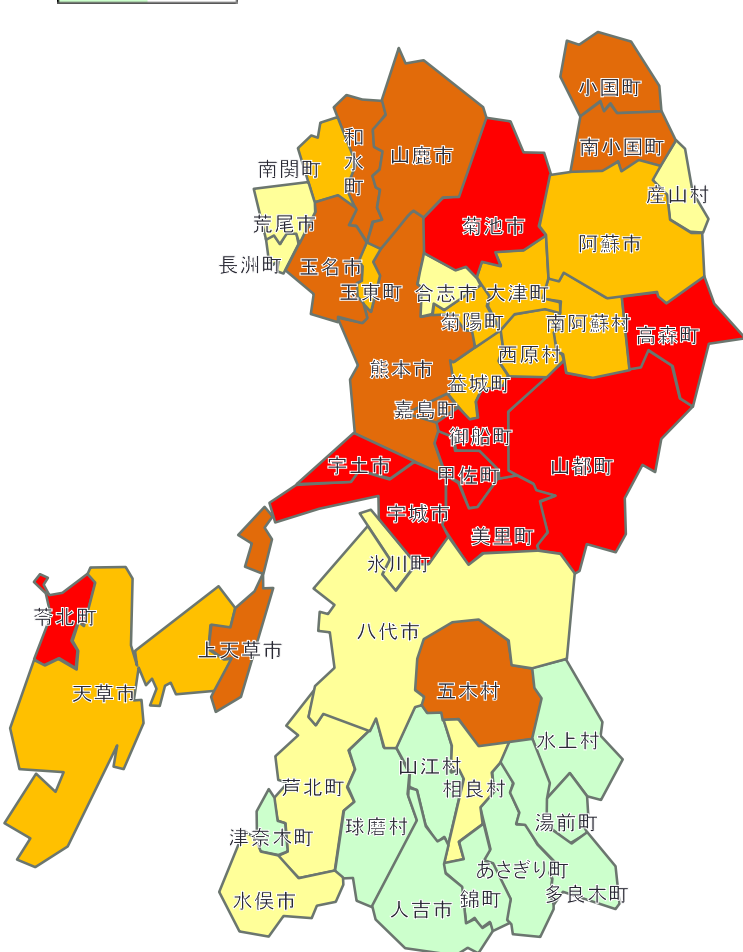 小国町
南小国町
和水町
山鹿市
南関町
産山村
荒尾市
菊池市
阿蘇市
長洲町
玉名市
玉東町
合志市
大津町
菊陽町
南阿蘇村
高森町
西原村
熊本市
益城町
嘉島町
御船町
宇土市
甲佐町
山都町
宇城市
美里町
氷川町
苓北町
八代市
上天草市
天草市
五木村
水上村
山江村
芦北町
相良村
湯前町
球磨村
津奈木町
あさぎり町
多良木町
水俣市
錦町
人吉市